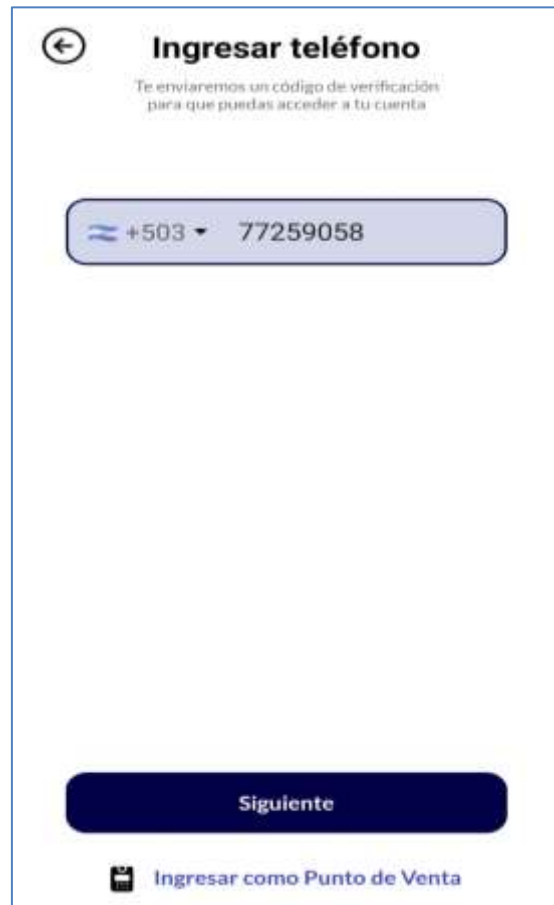 Ingresar teléfono
Te enviaremos un código de verificación
para que puedas acceder a tu cuenta
+503 77259058
Siguiente
Ingresar como Punto de Venta